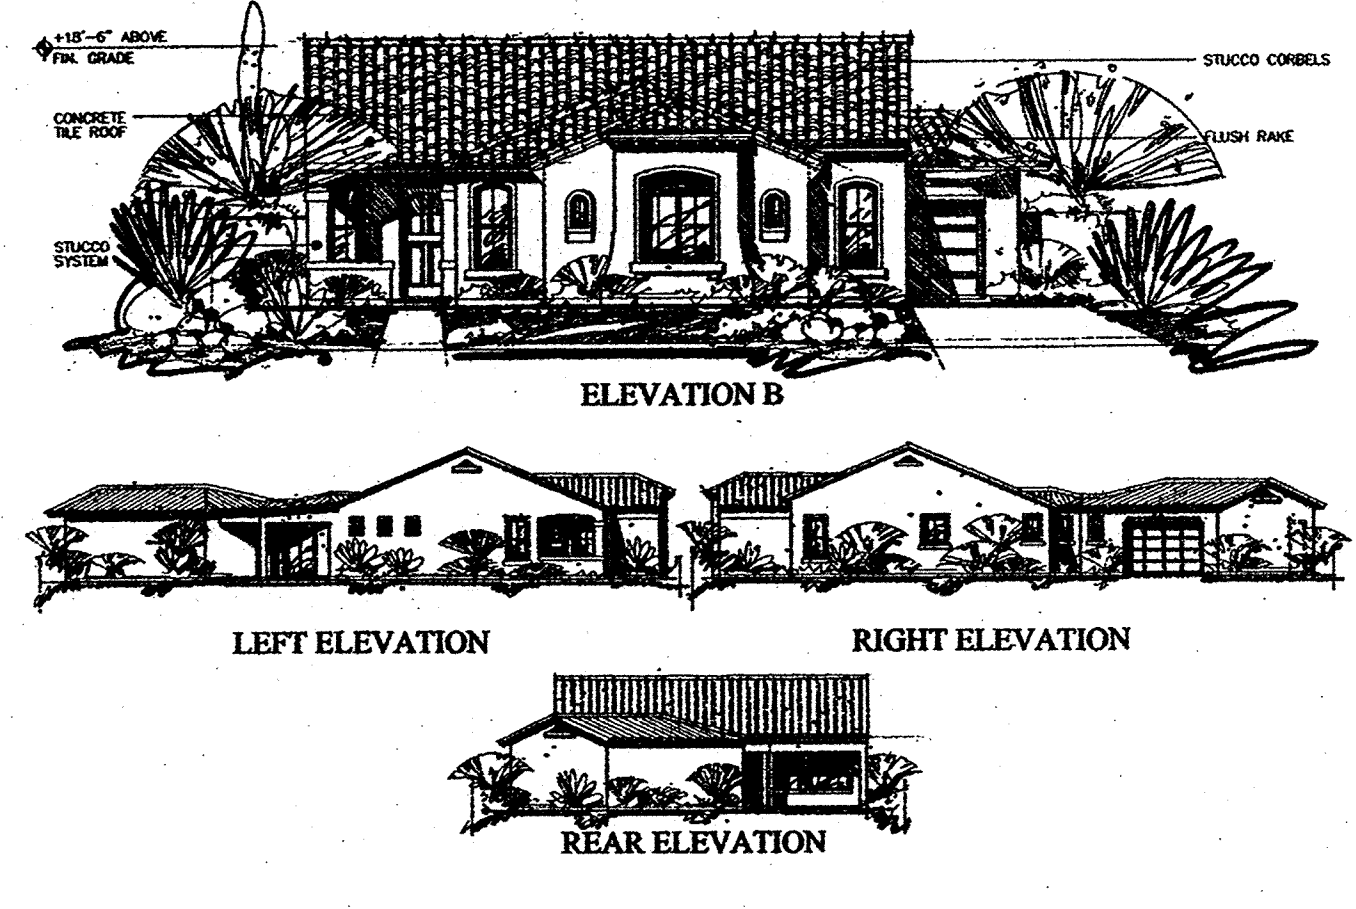 +18'-6" ABOVE
FIN. GRADE
STUCCO CORBELS
CONCRETE
TILE ROOF
FLUSH RAKE
STUCCO
SYSTEM
ELEVATION B
LEFT ELEVATION
RIGHT ELEVATION
REAR ELEVATION